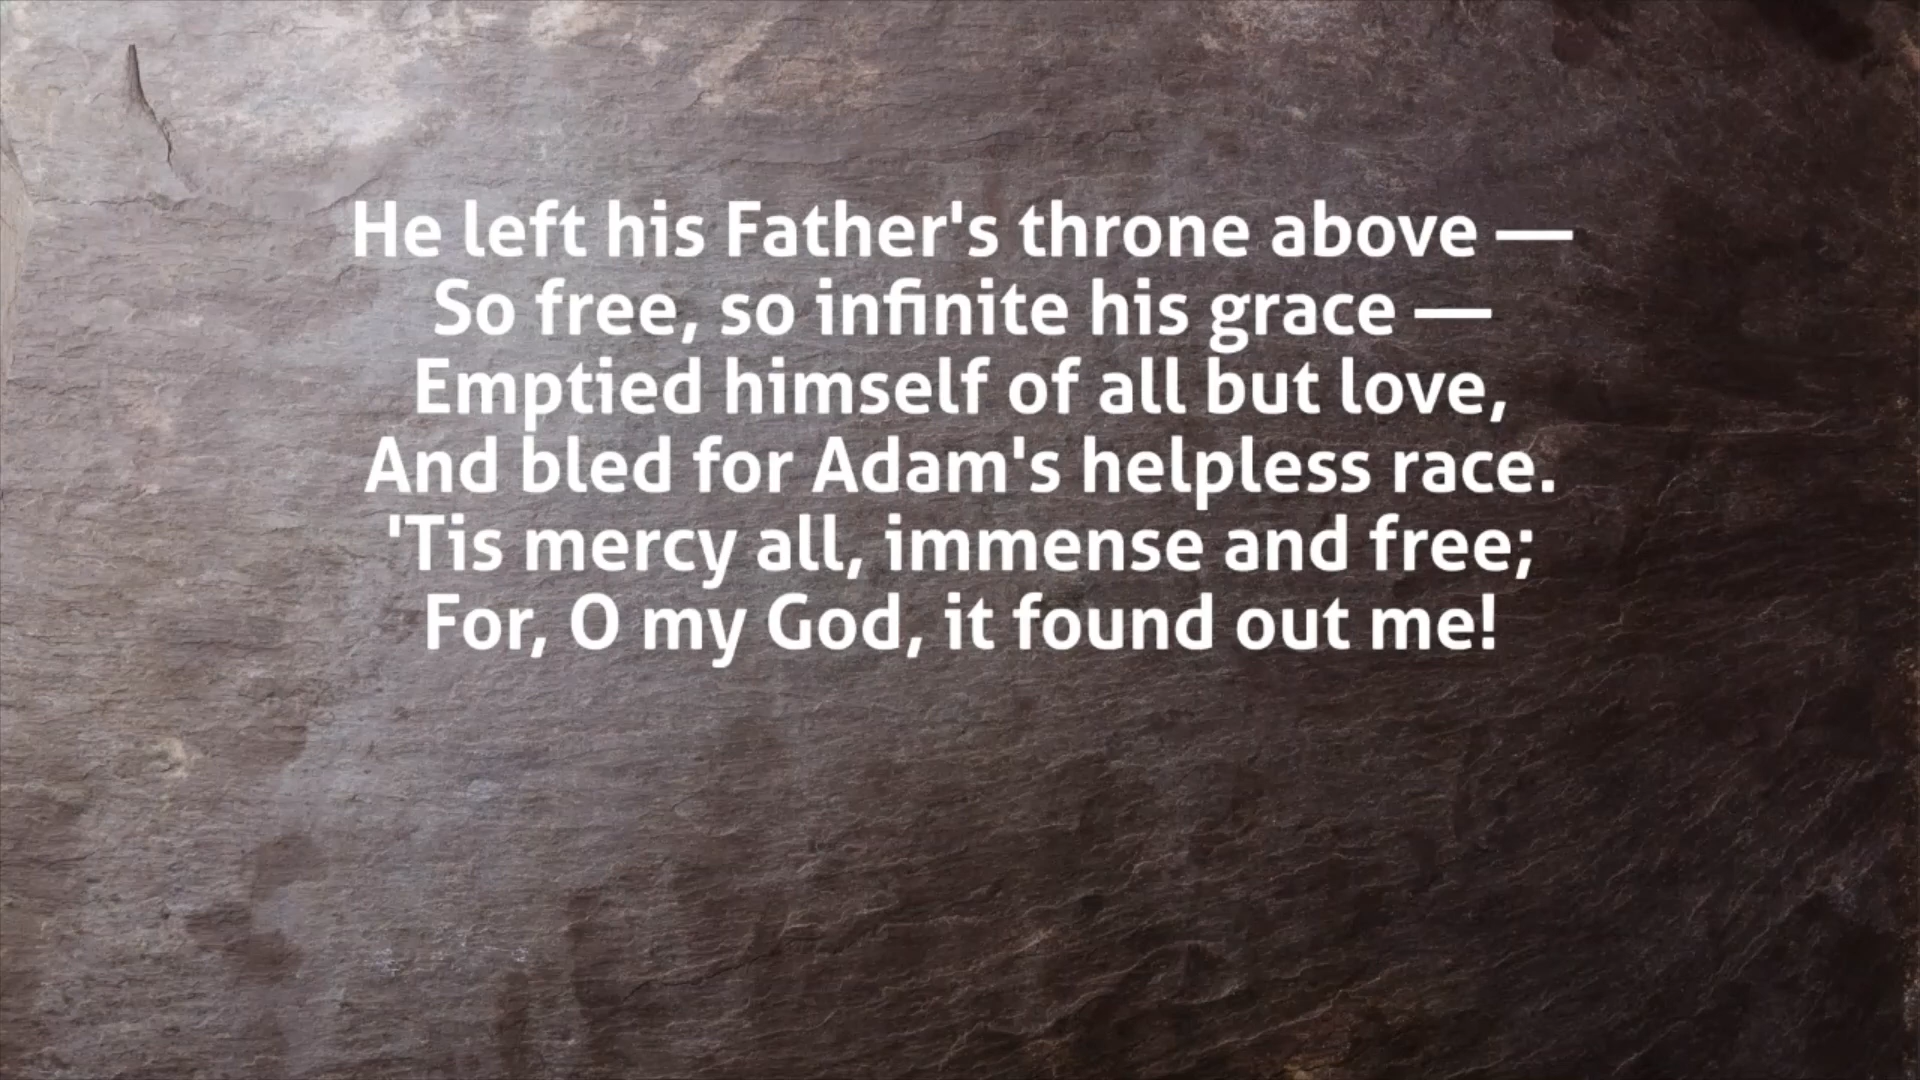 He left his Father's throne above —
So free, so infinite his grace —
Emptied himself of all but love,
And bled for Adam's helpless race.
'Tis mercy all, immense and free;
For, O my God, it found out me!